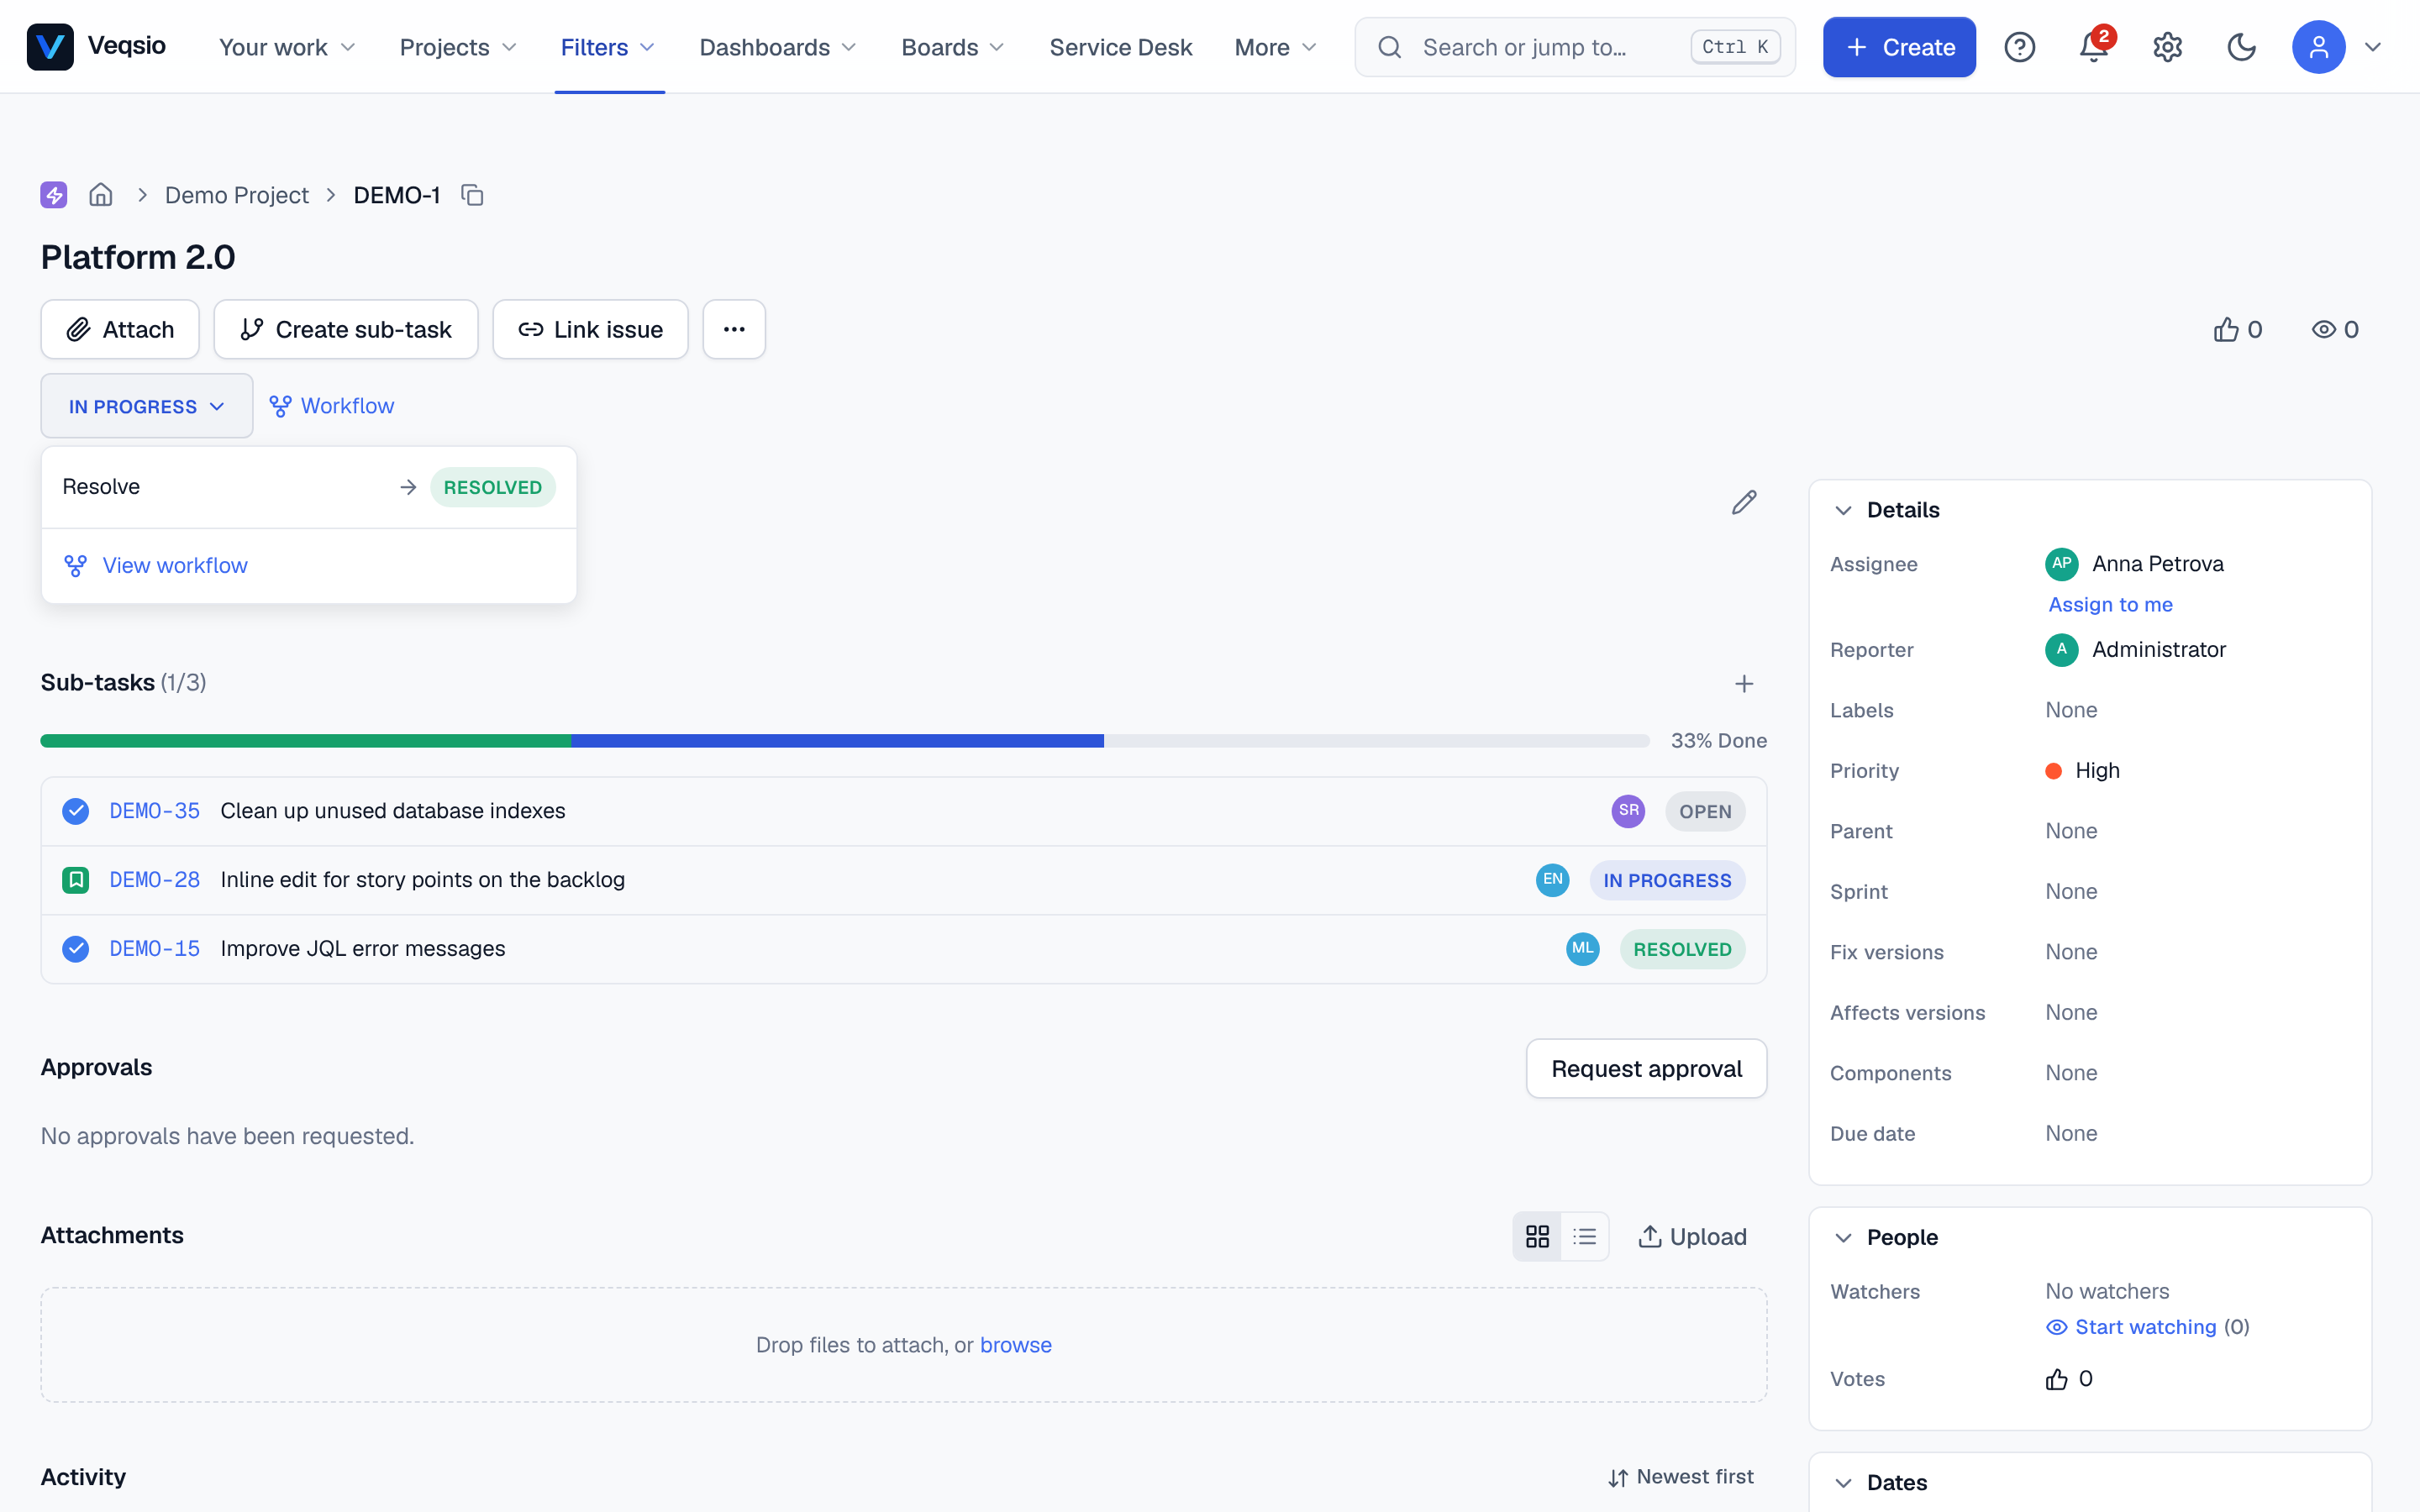 Veqsio Your work Projects Filters Dashboards Boards Service Desk More Search or jump to... Ctrl K Create 2
Demo Project DEMO-1
Platform 2.0
Attach Create sub-task Link issue 0 0
IN PROGRESS Workflow
Resolve RESOLVED
View workflow
Sub-tasks (1/3)
33% Done
DEMO-35 Clean up unused database indexes SR OPEN
DEMO-28 Inline edit for story points on the backlog EN IN PROGRESS
DEMO-15 Improve JQL error messages ML RESOLVED
Approvals Request approval
No approvals have been requested.
Attachments Upload
Drop files to attach, or browse
Activity Newest first
Details
Assignee AP Anna Petrova
Assign to me
Reporter A Administrator
Labels None
Priority High
Parent None
Sprint None
Fix versions None
Affects versions None
Components None
Due date None
People
Watchers No watchers
Start watching (0)
Votes 0
Dates